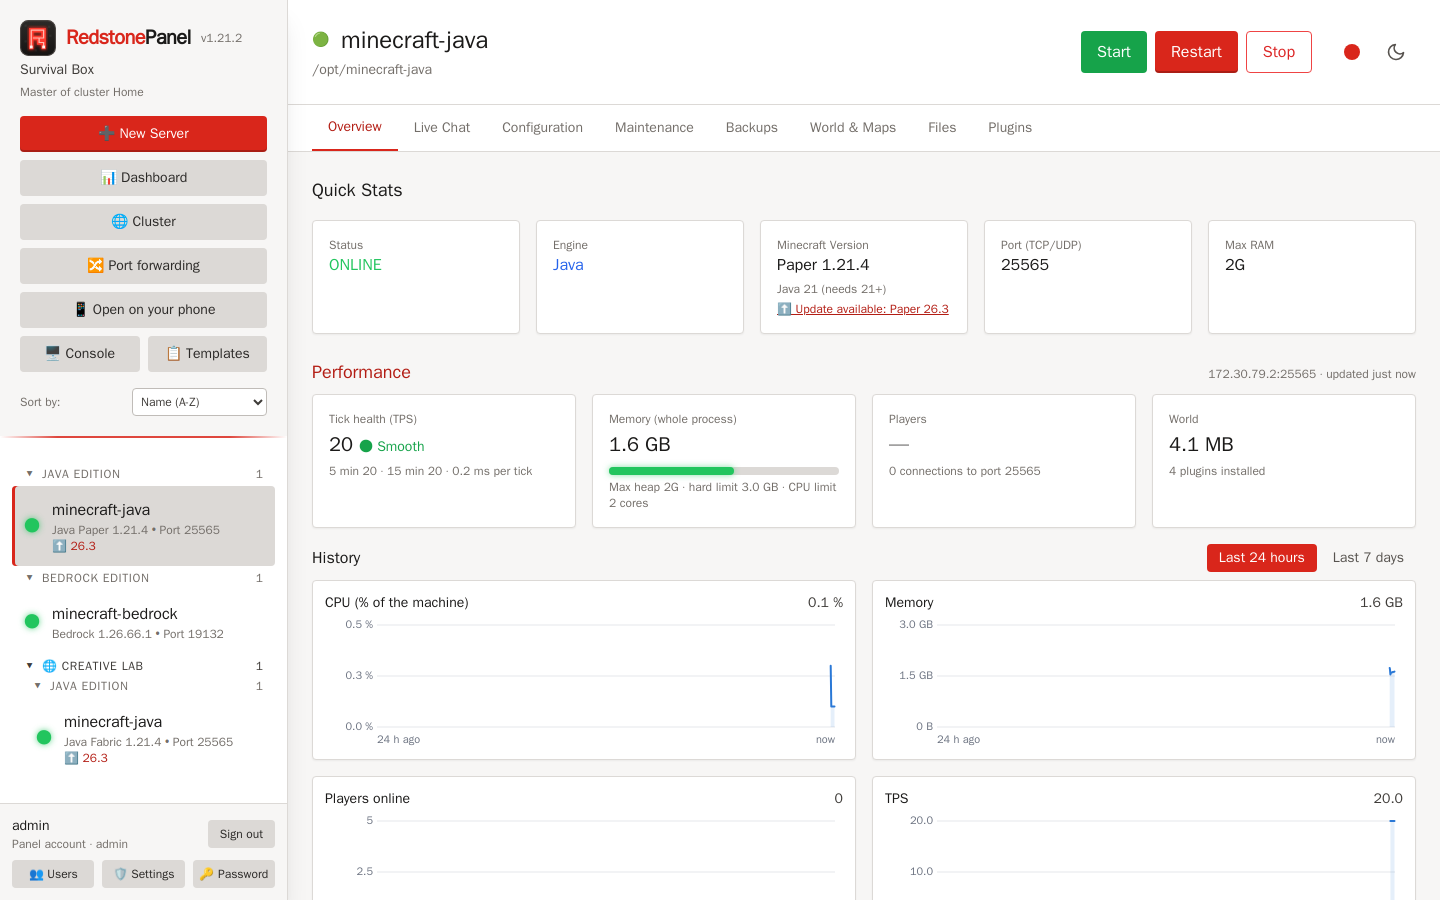 RedstonePanel v1.21.2
Survival Box
Master of cluster Home
➕ New Server
📊 Dashboard
🌐 Cluster
🔀 Port forwarding
📱 Open on your phone
🖥️ Console
📋 Templates
Sort by:
Name (A-Z)
▼ JAVA EDITION 1
minecraft-java
Java Paper 1.21.4 • Port 25565
⬆️ 26.3
▼ BEDROCK EDITION 1
minecraft-bedrock
Bedrock 1.26.66.1 • Port 19132
▼ 🌐 CREATIVE LAB 1
▼ JAVA EDITION 1
minecraft-java
Java Fabric 1.21.4 • Port 25565
⬆️ 26.3
admin
Panel account · admin
Sign out
👥 Users
🛡️ Settings
🔑 Password
minecraft-java
/opt/minecraft-java
Start
Restart
Stop
Overview
Live Chat
Configuration
Maintenance
Backups
World & Maps
Files
Plugins
Quick Stats
Status
ONLINE
Engine
Java
Minecraft Version
Paper 1.21.4
Java 21 (needs 21+)
⬆️ Update available: Paper 26.3
Port (TCP/UDP)
25565
Max RAM
2G
Performance
172.30.79.2:25565 · updated just now
Tick health (TPS)
20 Smooth
5 min 20 · 15 min 20 · 0.2 ms per tick
Memory (whole process)
1.6 GB
Max heap 2G · hard limit 3.0 GB · CPU limit
2 cores
Players
—
0 connections to port 25565
World
4.1 MB
4 plugins installed
History
Last 24 hours
Last 7 days
CPU (% of the machine) 0.1 %
0.5 %
0.3 %
0.0 %
24 h ago
now
Memory 1.6 GB
3.0 GB
1.5 GB
0 B
24 h ago
now
Players online 0
5
2.5
TPS 20.0
20.0
10.0